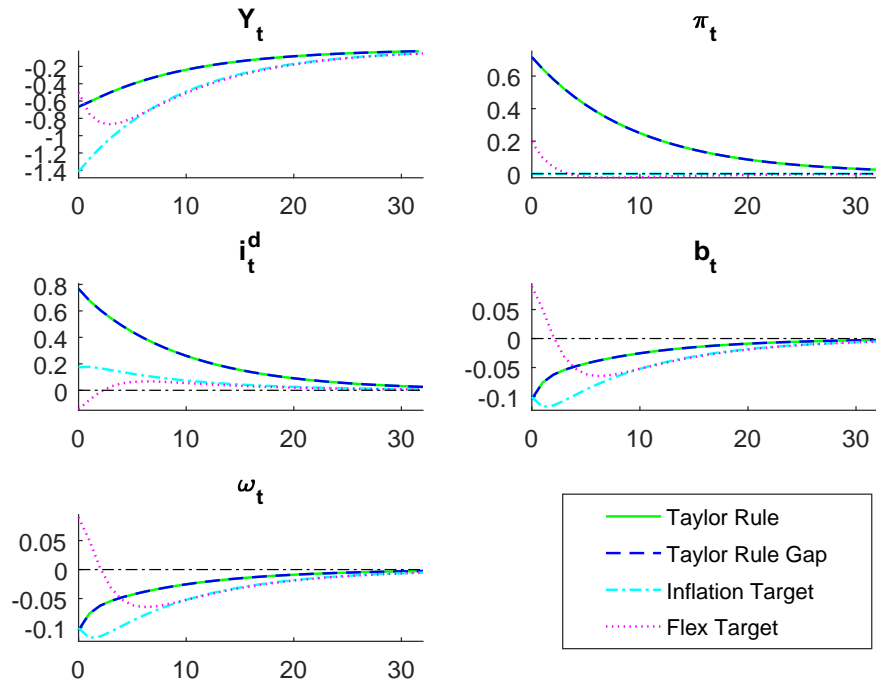 Y_t
-0.2
-0.4
-0.6
-0.8
-1
-1.2
-1.4
0 10 20 30
π_t
0.6
0.4
0.2
0
0 10 20 30
i_t^d
0.8
0.6
0.4
0.2
0
0 10 20 30
b_t
0.05
0
-0.05
-0.1
0 10 20 30
ω_t
0.05
0
-0.05
-0.1
0 10 20 30
Taylor Rule
Taylor Rule Gap
Inflation Target
Flex Target